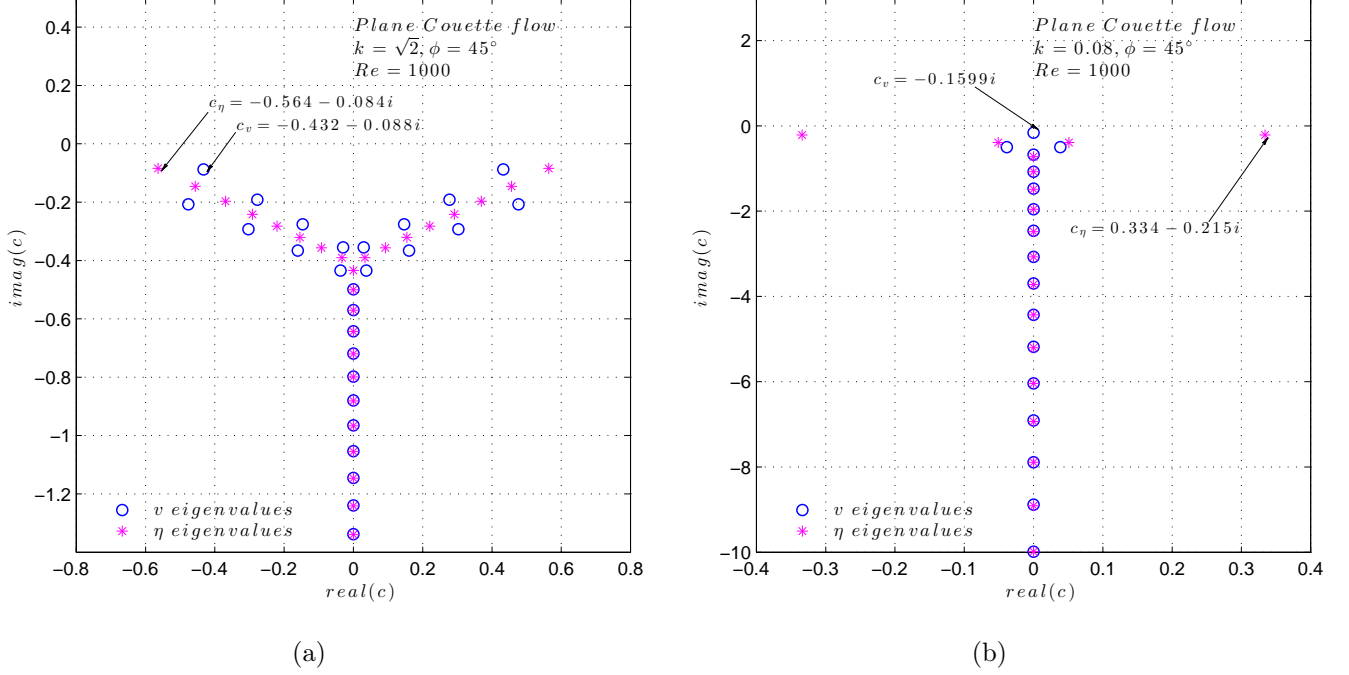 Plane Couette flow
k = √2, ϕ = 45°
Re = 1000
c_η = −0.564 − 0.084i
c_v = −0.432 − 0.088i
0.4
0.2
0
−0.2
−0.4
−0.6
−0.8
−1
−1.2
imag(c)
v eigenvalues
η eigenvalues
−0.8 −0.6 −0.4 −0.2 0 0.2 0.4 0.6 0.8
real(c)
(a)
Plane Couette flow
k = 0.08, ϕ = 45°
Re = 1000
c_v = −0.1599i
c_η = 0.334 − 0.215i
2
0
−2
−4
−6
−8
−10
imag(c)
v eigenvalues
η eigenvalues
−0.4 −0.3 −0.2 −0.1 0 0.1 0.2 0.3 0.4
real(c)
(b)